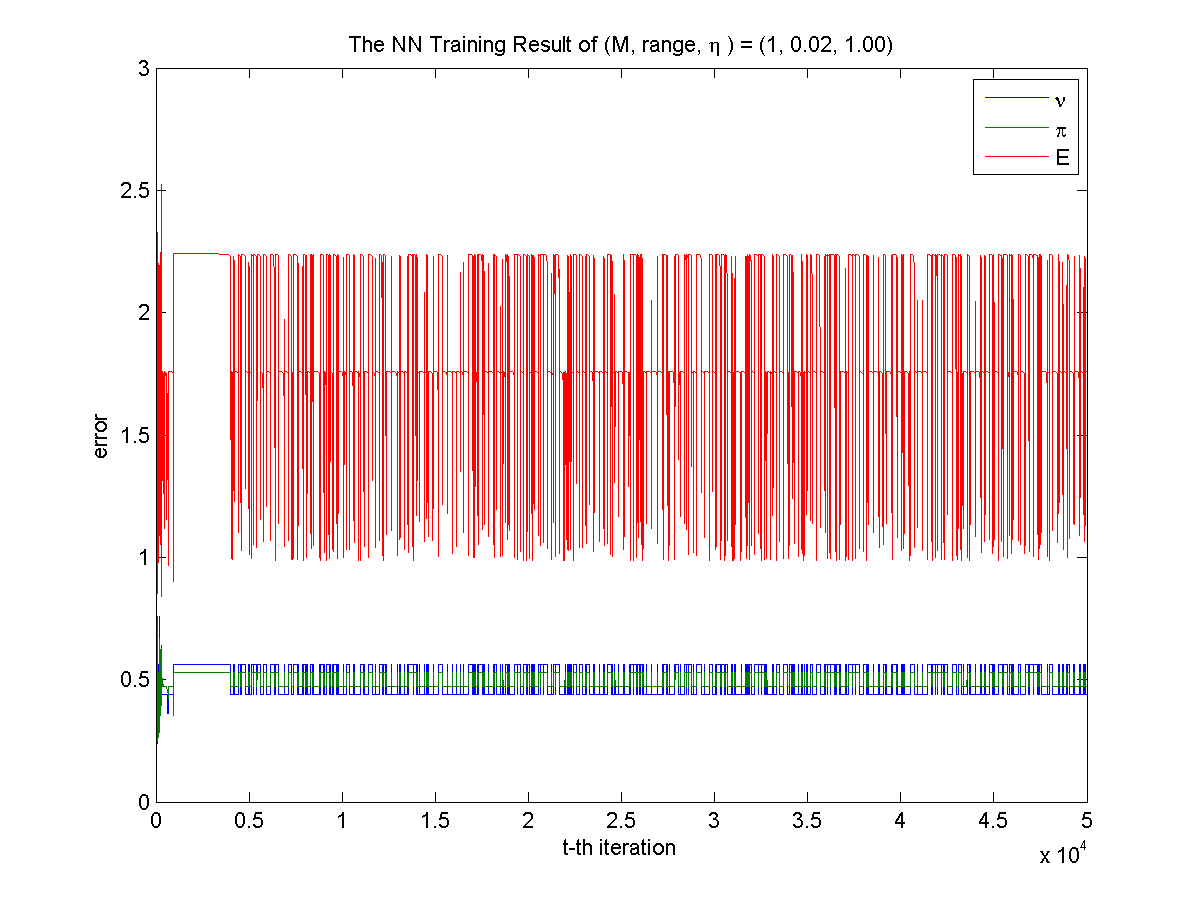 The NN Training Result of (M, range, η ) = (1, 0.02, 1.00)
3
2.5
2
1.5
1
0.5
0
error
ν
π
E
0 0.5 1 1.5 2 2.5 3 3.5 4 4.5 5
t-th iteration
x 10^4